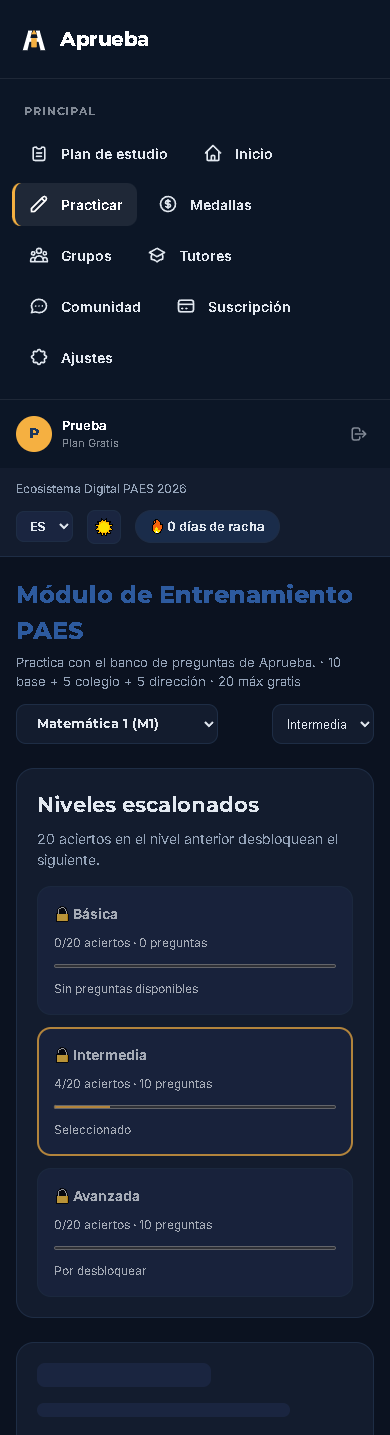 Aprueba
PRINCIPAL
Plan de estudio
Inicio
Practicar
Medallas
Grupos
Tutores
Comunidad
Suscripción
Ajustes
P
Prueba
Plan Gratis
Ecosistema Digital PAES 2026
ES
0 días de racha
Módulo de Entrenamiento
PAES
Practica con el banco de preguntas de Aprueba. · 10
base + 5 colegio + 5 dirección · 20 máx gratis
Matemática 1 (M1)
Intermedia
Niveles escalonados
20 aciertos en el nivel anterior desbloquean el
siguiente.
Básica
0/20 aciertos · 0 preguntas
Sin preguntas disponibles
Intermedia
4/20 aciertos · 10 preguntas
Seleccionado
Avanzada
0/20 aciertos · 10 preguntas
Por desbloquear